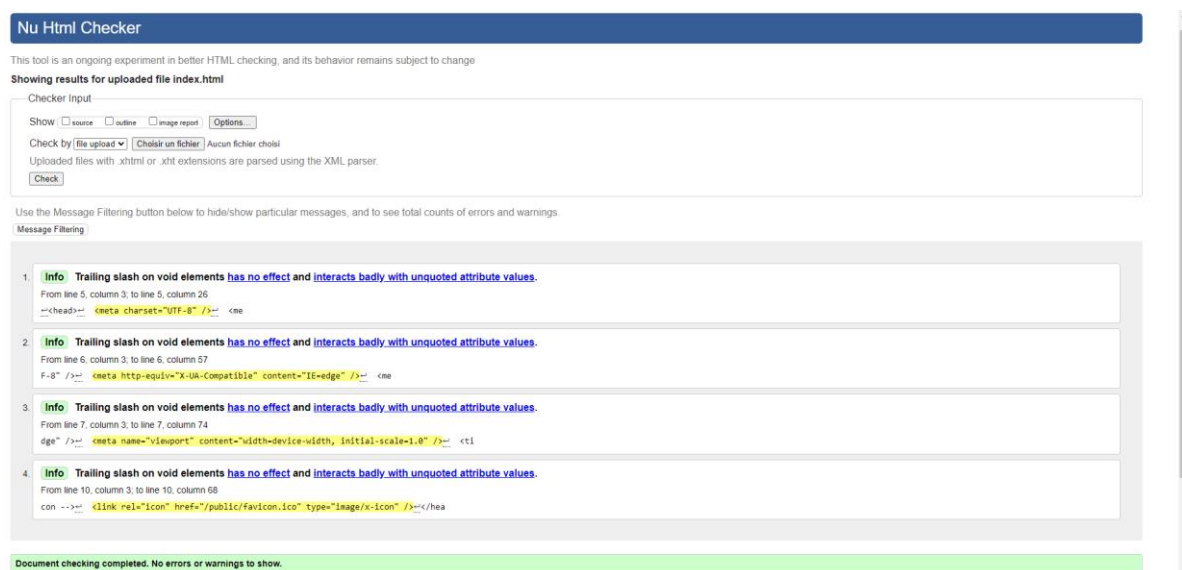 Nu Html Checker
This tool is an ongoing experiment in better HTML checking, and its behavior remains subject to change
Showing results for uploaded file index.html
Checker Input
Show source outline image report Options...
Check by file upload Choisir un fichier Aucun fichier choisi
Uploaded files with .xhtml or .xht extensions are parsed using the XML parser.
Check
Use the Message Filtering button below to hide/show particular messages, and to see total counts of errors and warnings.
Message Filtering
1. Info Trailing slash on void elements has no effect and interacts badly with unquoted attribute values.
From line 5, column 3; to line 5, column 26
↩<head>↩  <meta charset="UTF-8" />↩  <me
2. Info Trailing slash on void elements has no effect and interacts badly with unquoted attribute values.
From line 6, column 3; to line 6, column 57
F-8" />↩  <meta http-equiv="X-UA-Compatible" content="IE=edge" />↩  <me
3. Info Trailing slash on void elements has no effect and interacts badly with unquoted attribute values.
From line 7, column 3; to line 7, column 74
dge" />↩  <meta name="viewport" content="width=device-width, initial-scale=1.0" />↩  <ti
4. Info Trailing slash on void elements has no effect and interacts badly with unquoted attribute values.
From line 10, column 3; to line 10, column 68
con -->↩  <link rel="icon" href="/public/favicon.ico" type="image/x-icon" />↩</hea
Document checking completed. No errors or warnings to show.